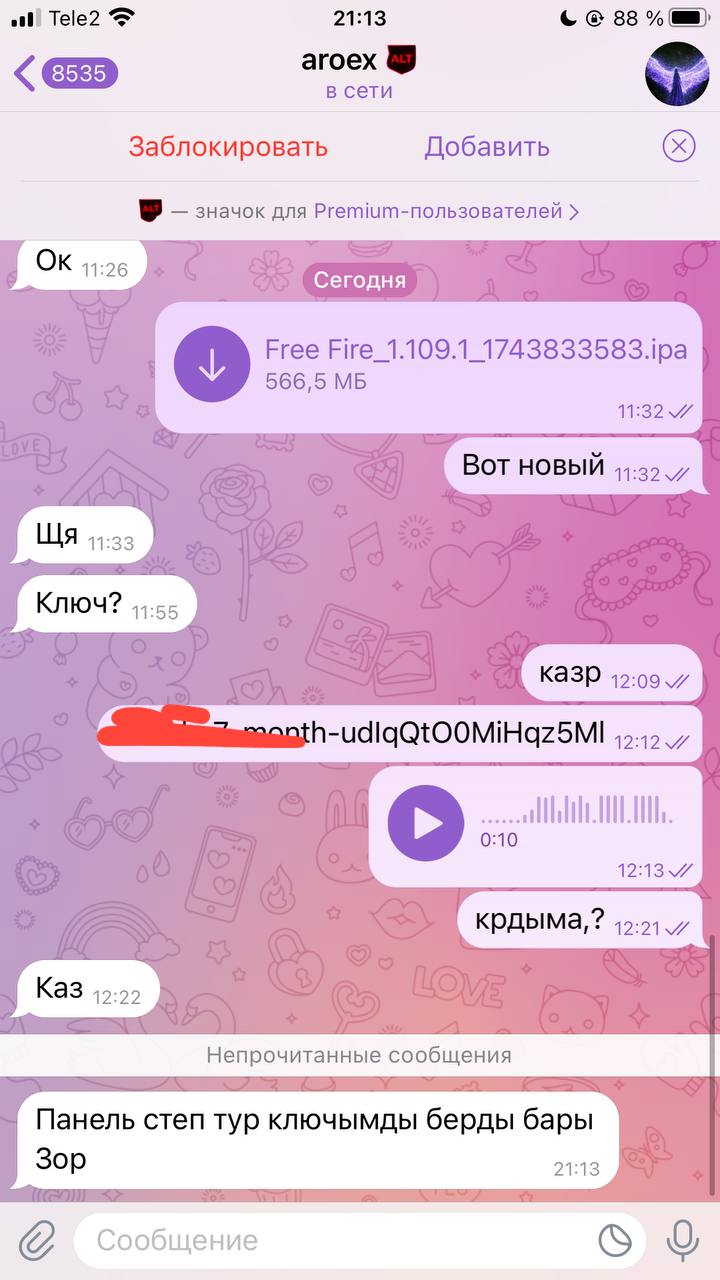 Tele2
21:13
88 %
8535
aroex ALT
в сети
Заблокировать
Добавить
ALT — значок для Premium-пользователей
Ок 11:26
Сегодня
Free Fire_1.109.1_1743833583.ipa
566,5 МБ
11:32
Вот новый 11:32
Щя 11:33
Ключ? 11:55
казр 12:09
month-udIqQtO0MiHqz5Ml 12:12
0:10
12:13
крдыма,? 12:21
Каз 12:22
Непрочитанные сообщения
Панель степ тур ключымды берды бары
Зор
21:13
Сообщение